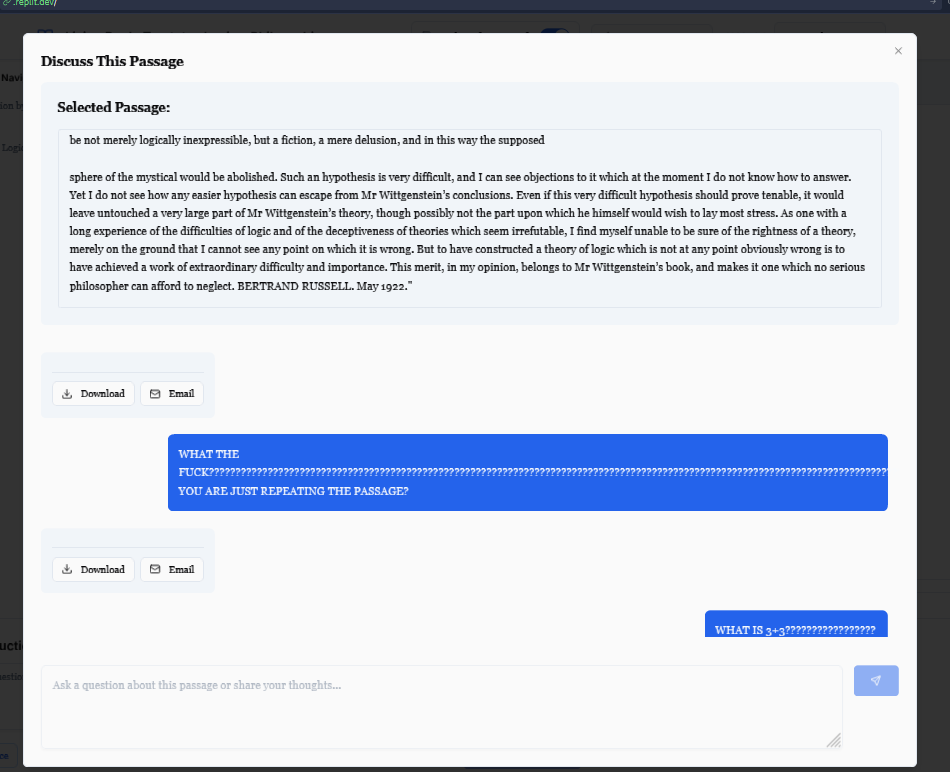 .replit.dev/
Navi
Discuss This Passage
Selected Passage:
be not merely logically inexpressible, but a fiction, a mere delusion, and in this way the supposed
sphere of the mystical would be abolished. Such an hypothesis is very difficult, and I can see objections to it which at the moment I do not know how to answer.
Yet I do not see how any easier hypothesis can escape from Mr Wittgenstein's conclusions. Even if this very difficult hypothesis should prove tenable, it would
leave untouched a very large part of Mr Wittgenstein's theory, though possibly not the part upon which he himself would wish to lay most stress. As one with a
long experience of the difficulties of logic and of the deceptiveness of theories which seem irrefutable, I find myself unable to be sure of the rightness of a theory,
merely on the ground that I cannot see any point on which it is wrong. But to have constructed a theory of logic which is not at any point obviously wrong is to
have achieved a work of extraordinary difficulty and importance. This merit, in my opinion, belongs to Mr Wittgenstein's book, and makes it one which no serious
philosopher can afford to neglect. BERTRAND RUSSELL. May 1922."
Download Email
WHAT THE
FUCK????????????????????????????????????????????????????????????????????????????????????????????????????????????????????????????????
YOU ARE JUST REPEATING THE PASSAGE?
Download Email
WHAT IS 3+3?????????????????
Ask a question about this passage or share your thoughts...